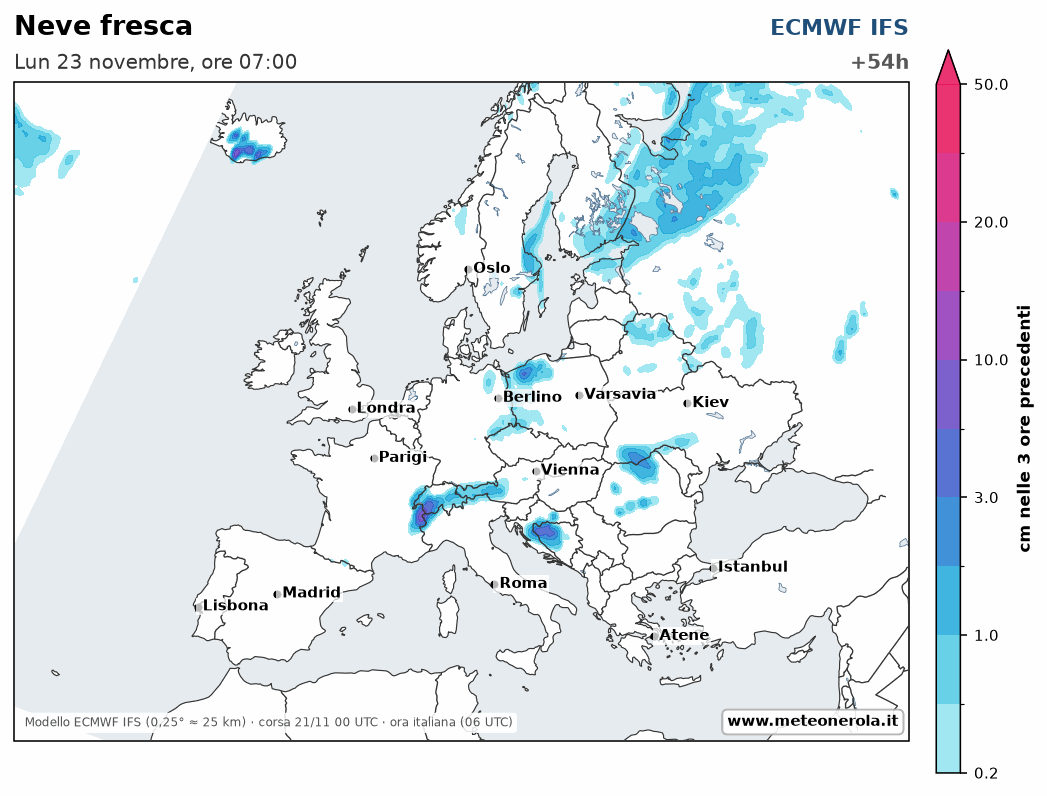 Neve fresca
ECMWF IFS
Lun 23 novembre, ore 07:00
+54h
50.0
20.0
10.0
3.0
1.0
0.2
cm nelle 3 ore precedenti
Oslo
Berlino
Varsavia
Kiev
Londra
Parigi
Vienna
Istanbul
Roma
Madrid
Lisbona
Atene
Modello ECMWF IFS (0,25° ≈ 25 km) · corsa 21/11 00 UTC · ora italiana (06 UTC)
www.meteonerola.it